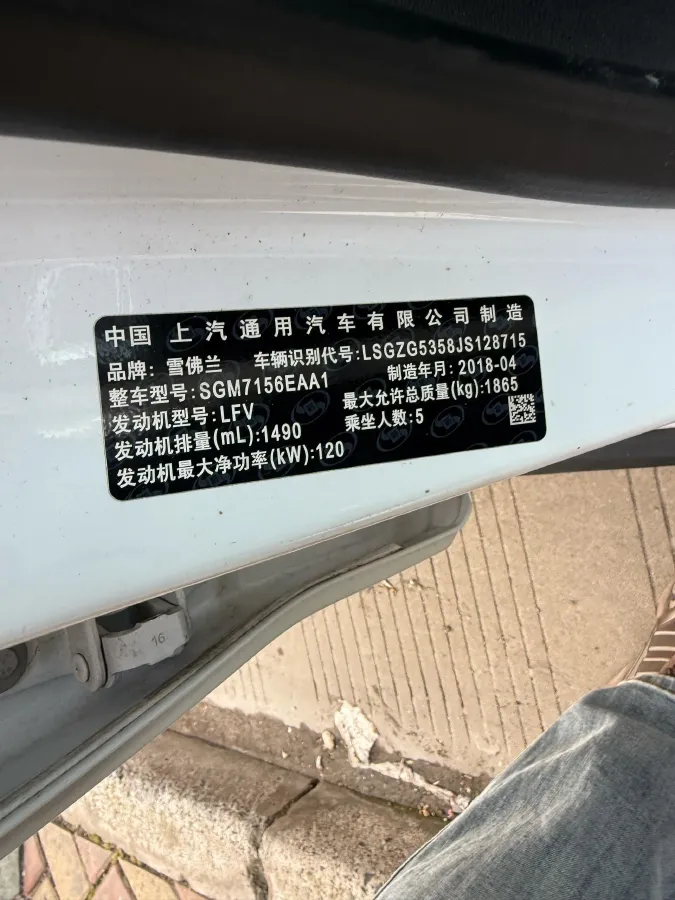 中国 上汽通用汽车有限公司制造
品牌: 雪佛兰 车辆识别代号:LSGZG5358JS128715
整车型号:SGM7156EAA1 制造年月: 2018-04
发动机型号:LFV 最大允许总质量(kg):1865
发动机排量(mL):1490 乘坐人数:5
发动机最大净功率(kW):120
16